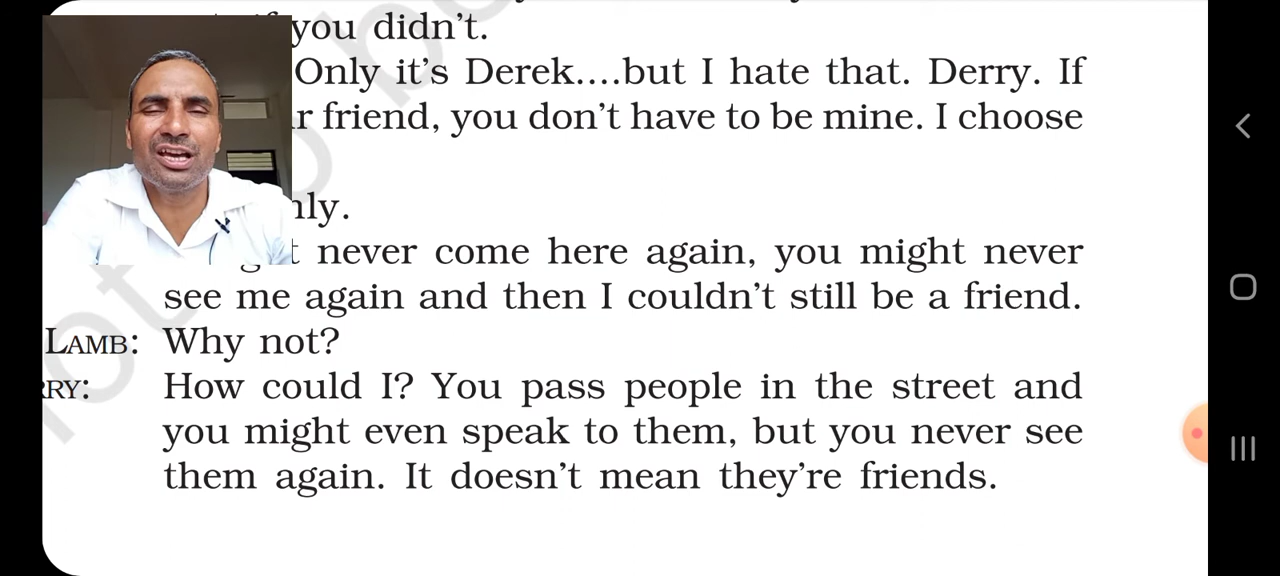 you didn't.
Only it's Derek....but I hate that. Derry. If
friend, you don't have to be mine. I choose
never come here again, you might never
see me again and then I couldn't still be a friend.
LAMB: Why not?
How could I? You pass people in the street and
you might even speak to them, but you never see
them again. It doesn't mean they're friends.
not